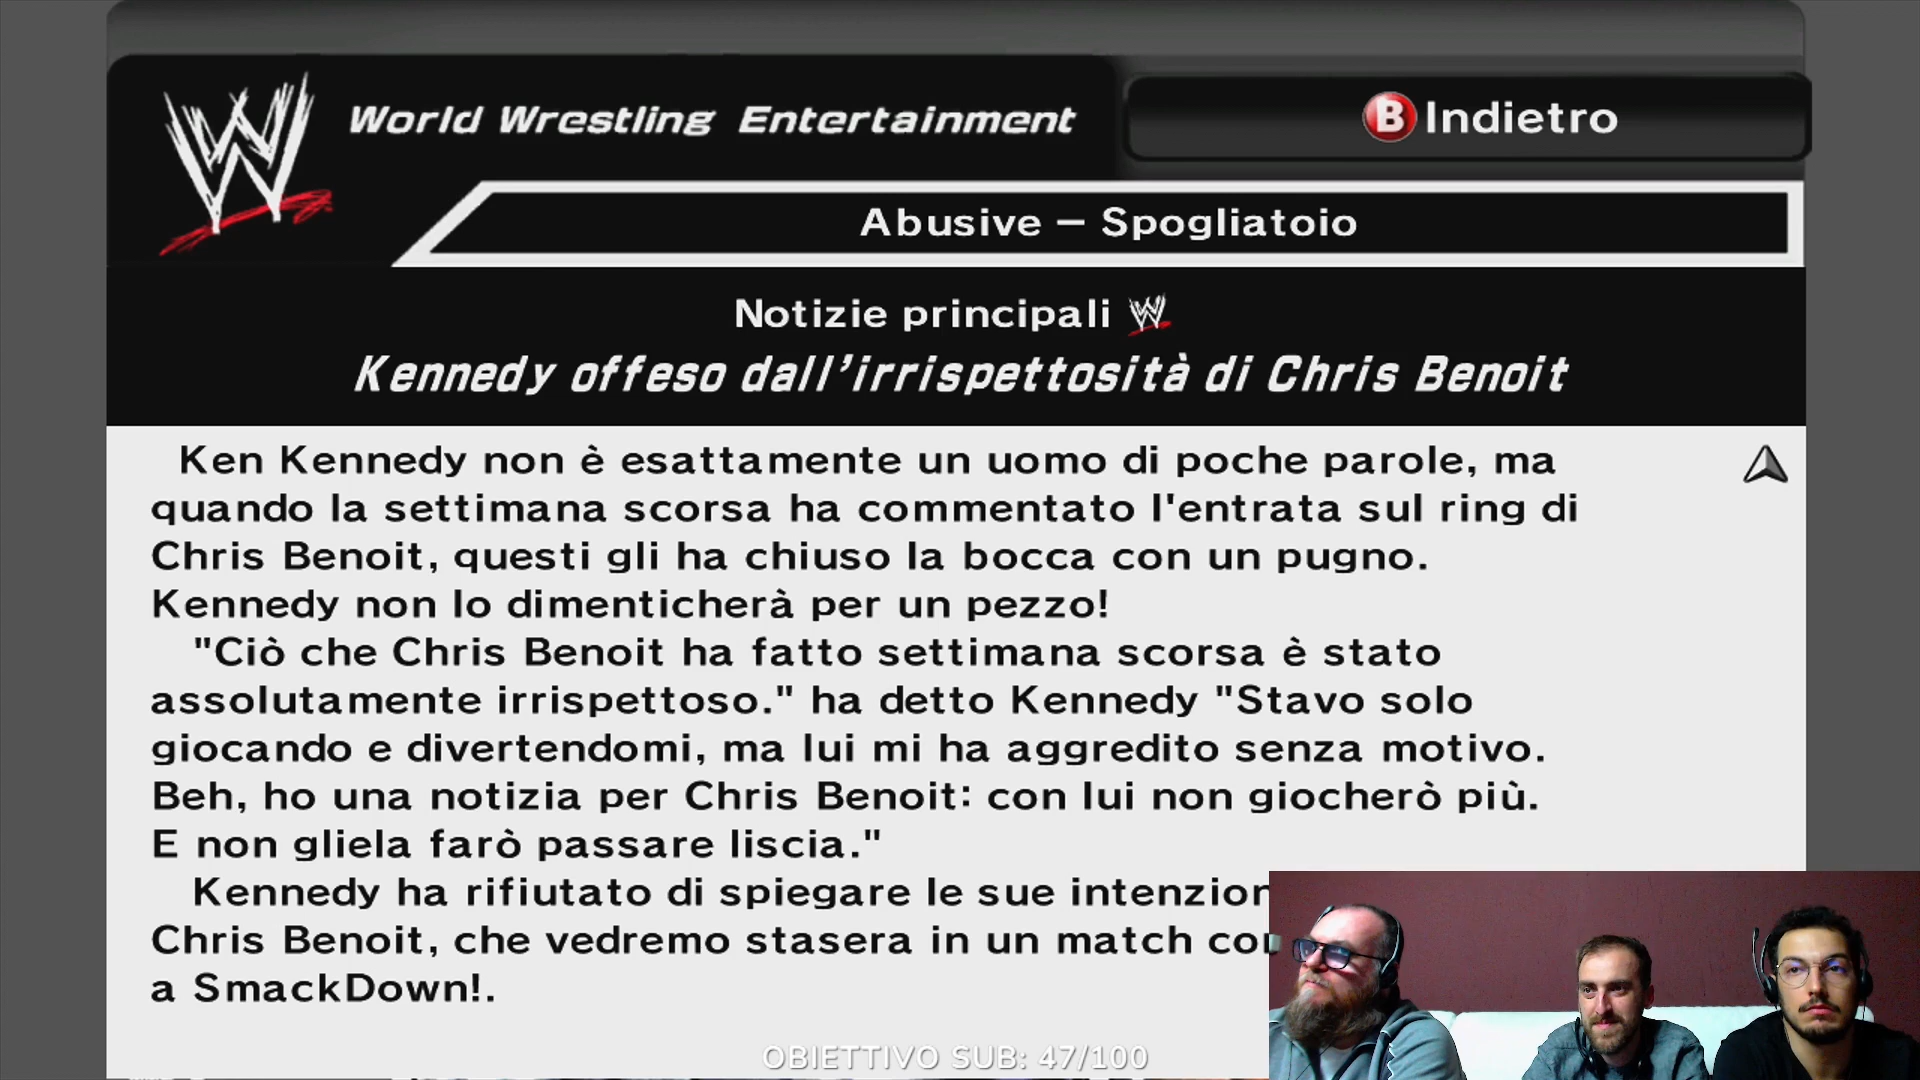 World Wrestling Entertainment
B Indietro
Abusive – Spogliatoio
Notizie principali
Kennedy offeso dall'irrispettosità di Chris Benoit
Ken Kennedy non è esattamente un uomo di poche parole, ma
quando la settimana scorsa ha commentato l'entrata sul ring di
Chris Benoit, questi gli ha chiuso la bocca con un pugno.
Kennedy non lo dimenticherà per un pezzo!
"Ciò che Chris Benoit ha fatto settimana scorsa è stato
assolutamente irrispettoso." ha detto Kennedy "Stavo solo
giocando e divertendomi, ma lui mi ha aggredito senza motivo.
Beh, ho una notizia per Chris Benoit: con lui non giocherò più.
E non gliela farò passare liscia."
Kennedy ha rifiutato di spiegare le sue
Chris Benoit, che vedremo stasera in un match
a SmackDown!.
OBIETTIVO SUB: 47/100